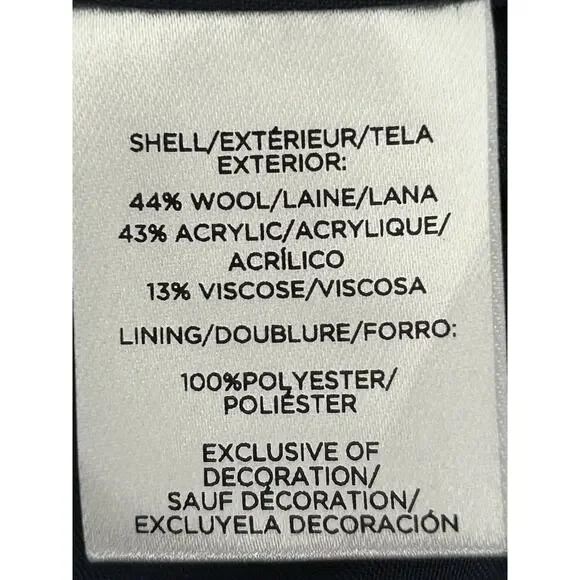 SHELL/EXTÉRIEUR/TELA
EXTERIOR:
44% WOOL/LAINE/LANA
43% ACRYLIC/ACRYLIQUE/
ACRÍLICO
13% VISCOSE/VISCOSA
LINING/DOUBLURE/FORRO:
100%POLYESTER/
POLIÉSTER
EXCLUSIVE OF
DECORATION/
SAUF DÉCORATION/
EXCLUYELA DECORACIÓN